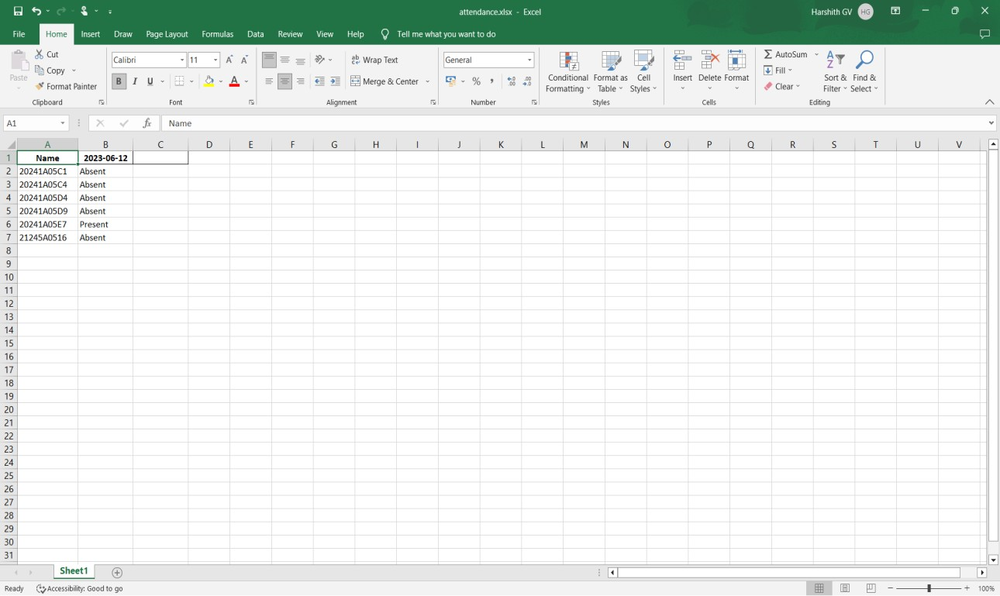 attendance.xlsx - Excel
Harshith GV HG
File Home Insert Draw Page Layout Formulas Data Review View Help Tell me what you want to do
Paste
Cut
Copy
Format Painter
Clipboard
Calibri 11 A A
B I U A
Font
ab Wrap Text
Merge & Center
Alignment
General
% , 
Number
Conditional Formatting
Format as Table
Cell Styles
Styles
Insert Delete Format
Cells
Σ AutoSum
Fill
Clear
Sort & Filter
Find & Select
Editing
A1 fx Name
A B C D E F G H I J K L M N O P Q R S T U V
1 Name 2023-06-12
2 20241A05C1 Absent
3 20241A05C4 Absent
4 20241A05D4 Absent
5 20241A05D9 Absent
6 20241A05E7 Present
7 21245A0516 Absent
8
9
10
11
12
13
14
15
16
17
18
19
20
21
22
23
24
25
26
27
28
29
30
31
Sheet1
Ready Accessibility: Good to go 100%